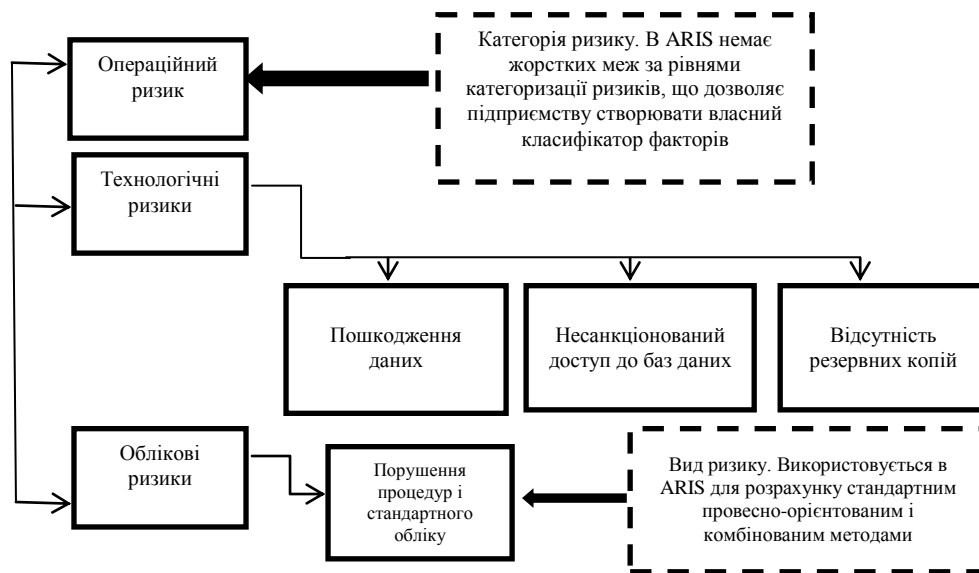 Операційний
ризик
Категорія ризику. В ARIS немає
жорстких меж за рівнями
категоризації ризиків, що дозволяє
підприємству створювати власний
класифікатор факторів
Технологічні
ризики
Пошкодження
даних
Несанкціонований
доступ до баз даних
Відсутність
резервних копій
Облікові
ризики
Порушення
процедур і
стандартного
обліку
Вид ризику. Використовується в
ARIS для розрахунку стандартним
провесно-орієнтованим і
комбінованим методами